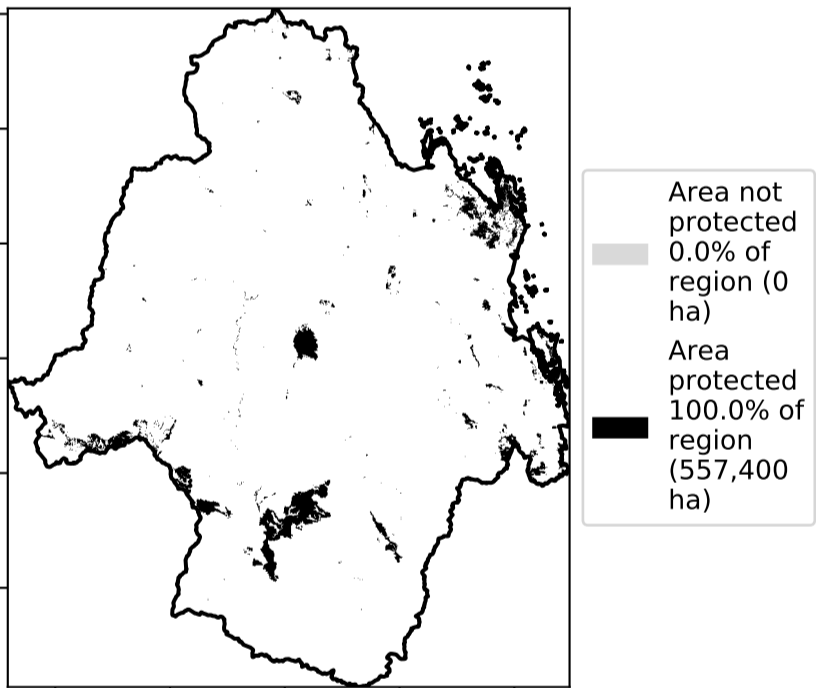 Area not
protected
0.0% of
region (0
ha)
Area
protected
100.0% of
region
(557,400
ha)